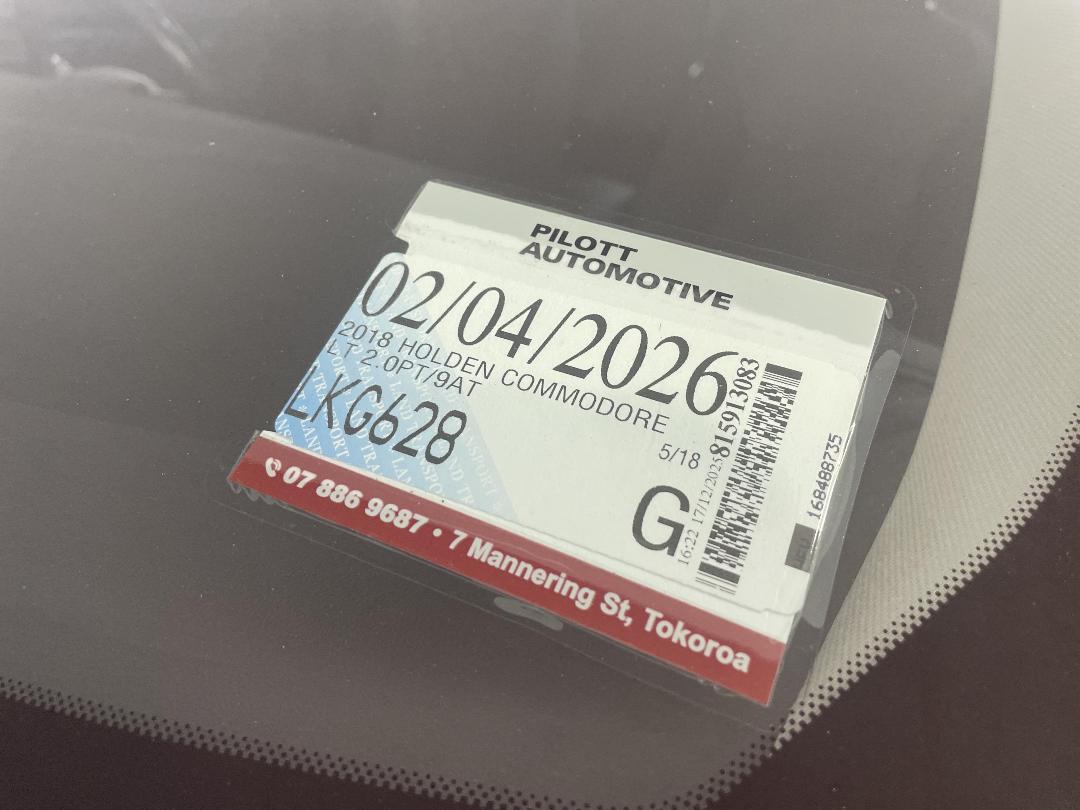 PILOTT
AUTOMOTIVE
02/04/2026
2018 HOLDEN COMMODORE
LT 2.0PT/9AT
LKG628
5/18
G
16:22 17/12/2025
815913083
168488735
07 886 9687 • 7 Mannering St, Tokoroa